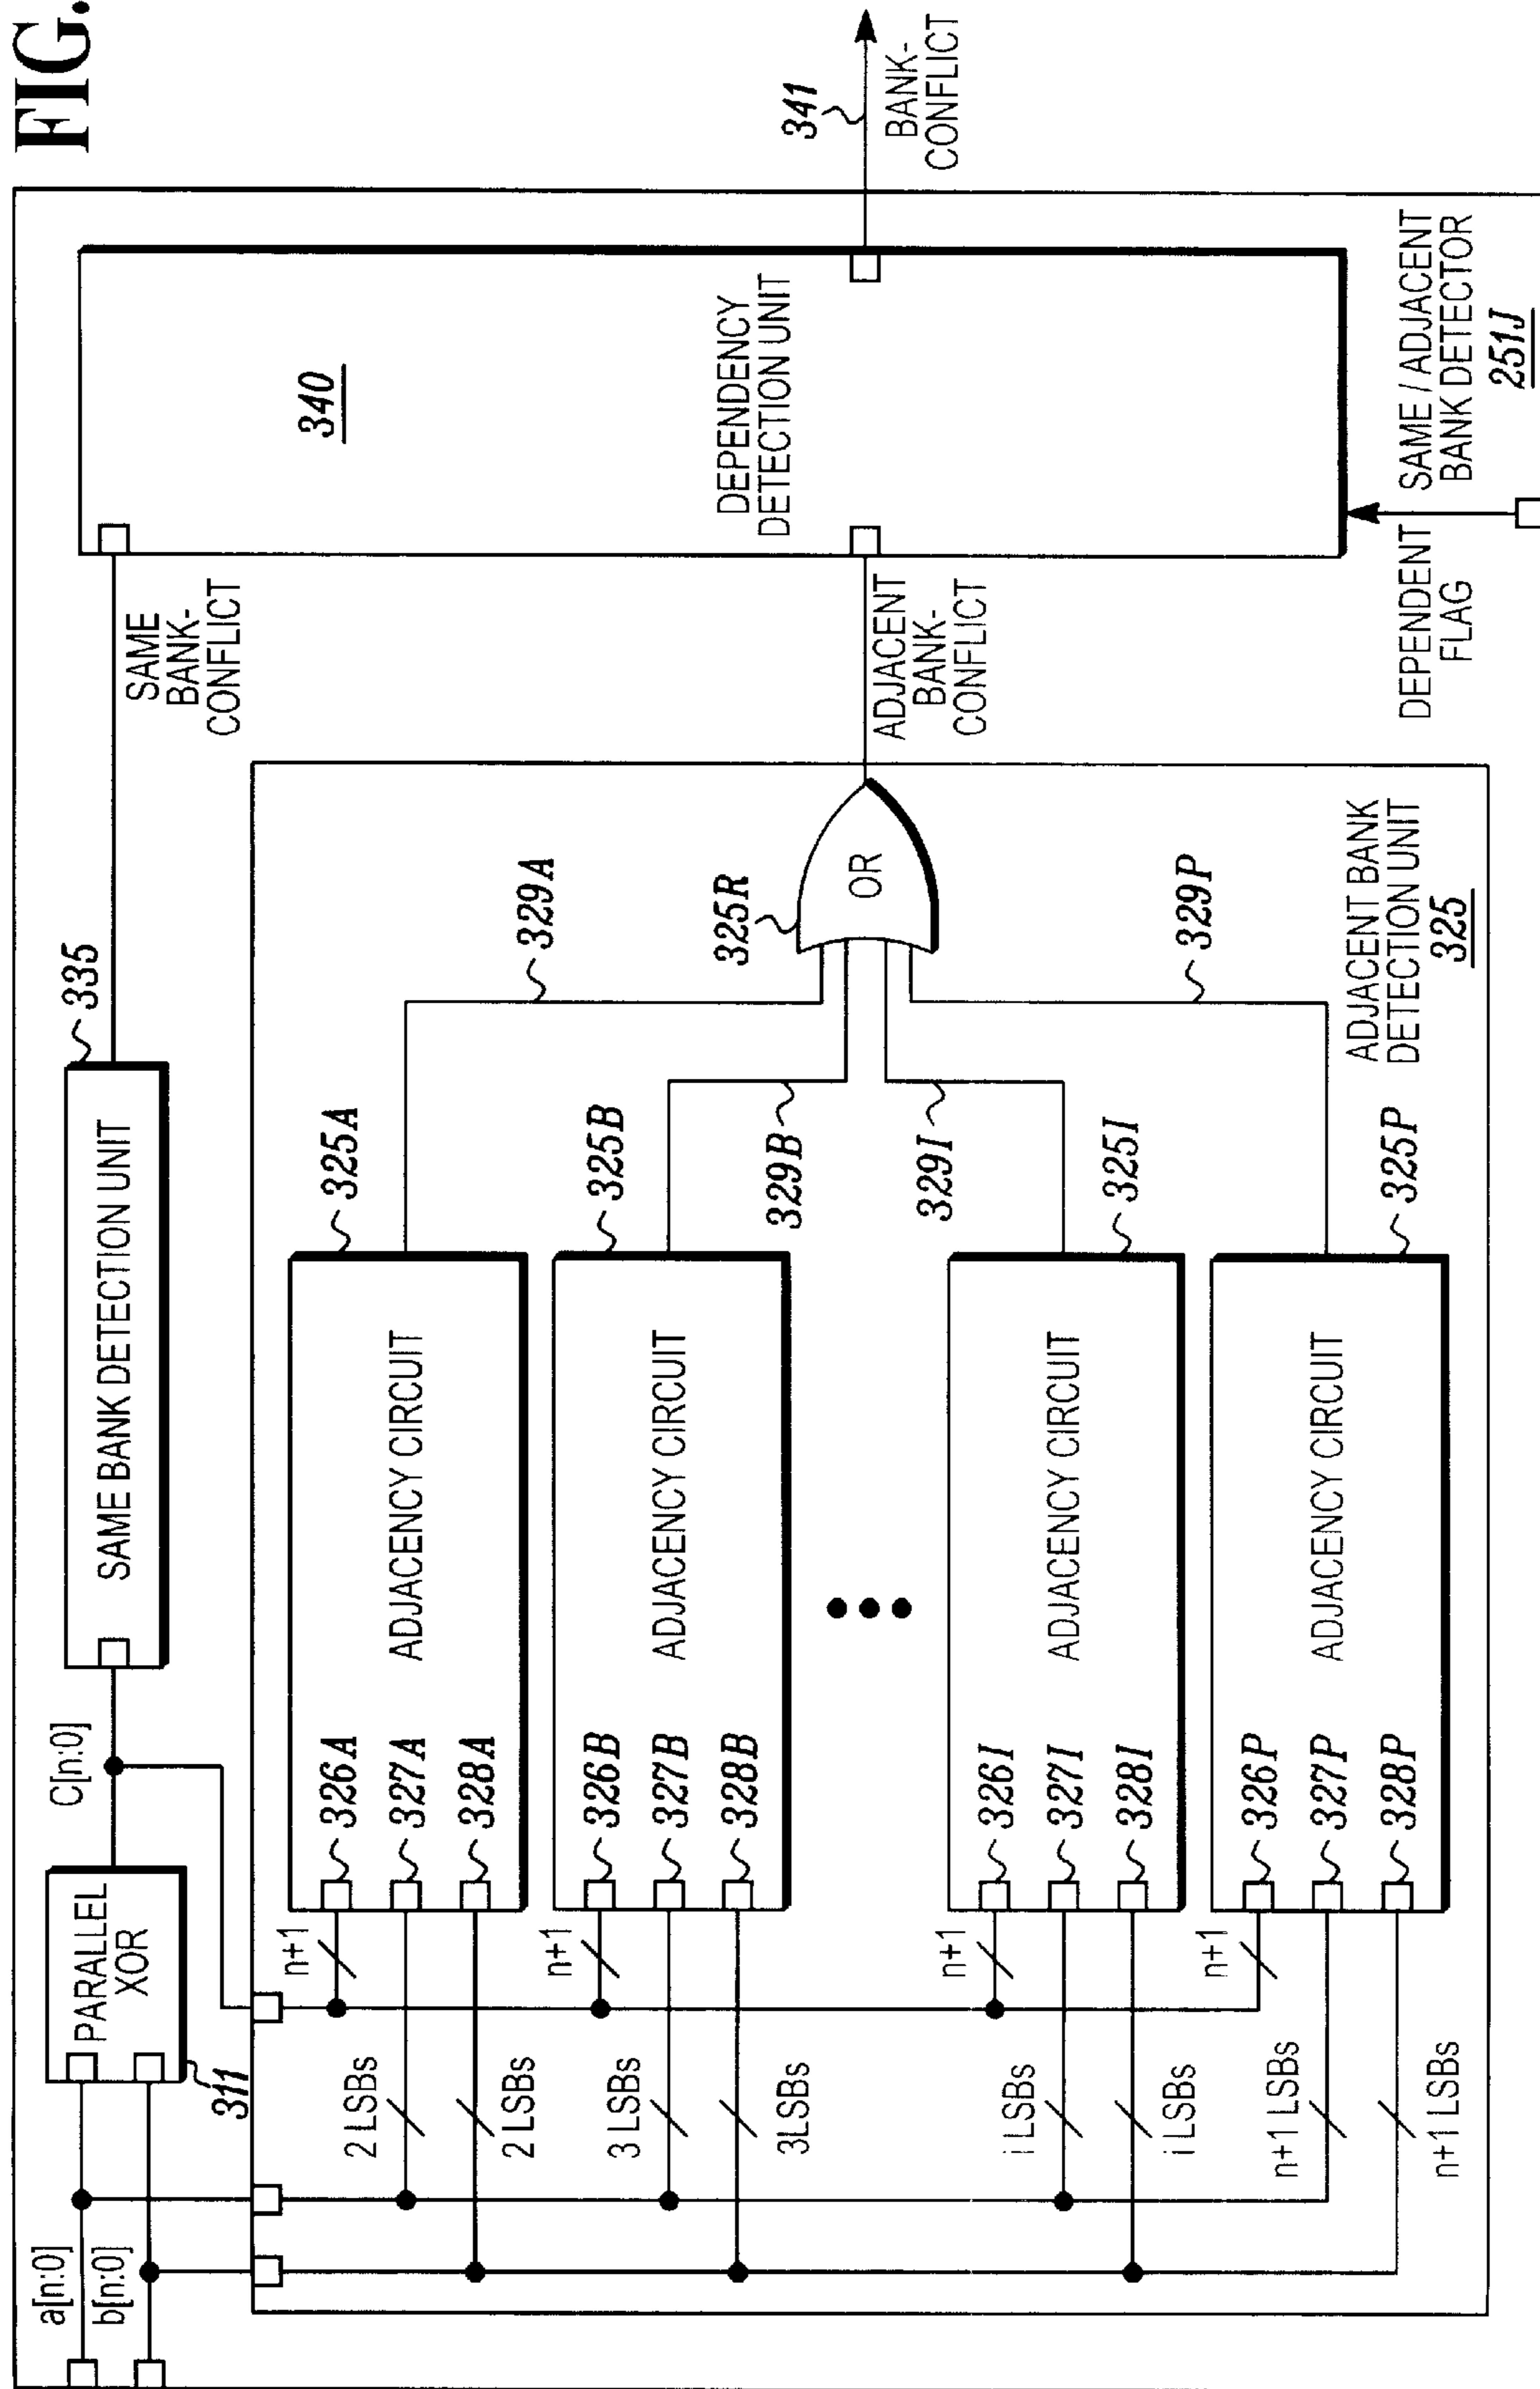 FIG.
a[n:0]
b[n:0]
PARALLEL
XOR
311
C[n:0]
SAME BANK DETECTION UNIT
335
SAME
BANK-
CONFLICT
340
DEPENDENCY
DETECTION UNIT
341
BANK-
CONFLICT
n+1
2 LSBs
2 LSBs
326A
327A
328A
ADJACENCY CIRCUIT
325A
329A
n+1
3 LSBs
3LSBs
326B
327B
328B
ADJACENCY CIRCUIT
325B
329B
325R
OR
ADJACENT
BANK-
CONFLICT
n+1
i LSBs
i LSBs
326I
327I
328I
ADJACENCY CIRCUIT
325I
329I
n+1
n+1 LSBs
n+1 LSBs
326P
327P
328P
ADJACENCY CIRCUIT
325P
329P
ADJACENT BANK
DETECTION UNIT
325
DEPENDENT
FLAG
SAME / ADJACENT
BANK DETECTOR
251J